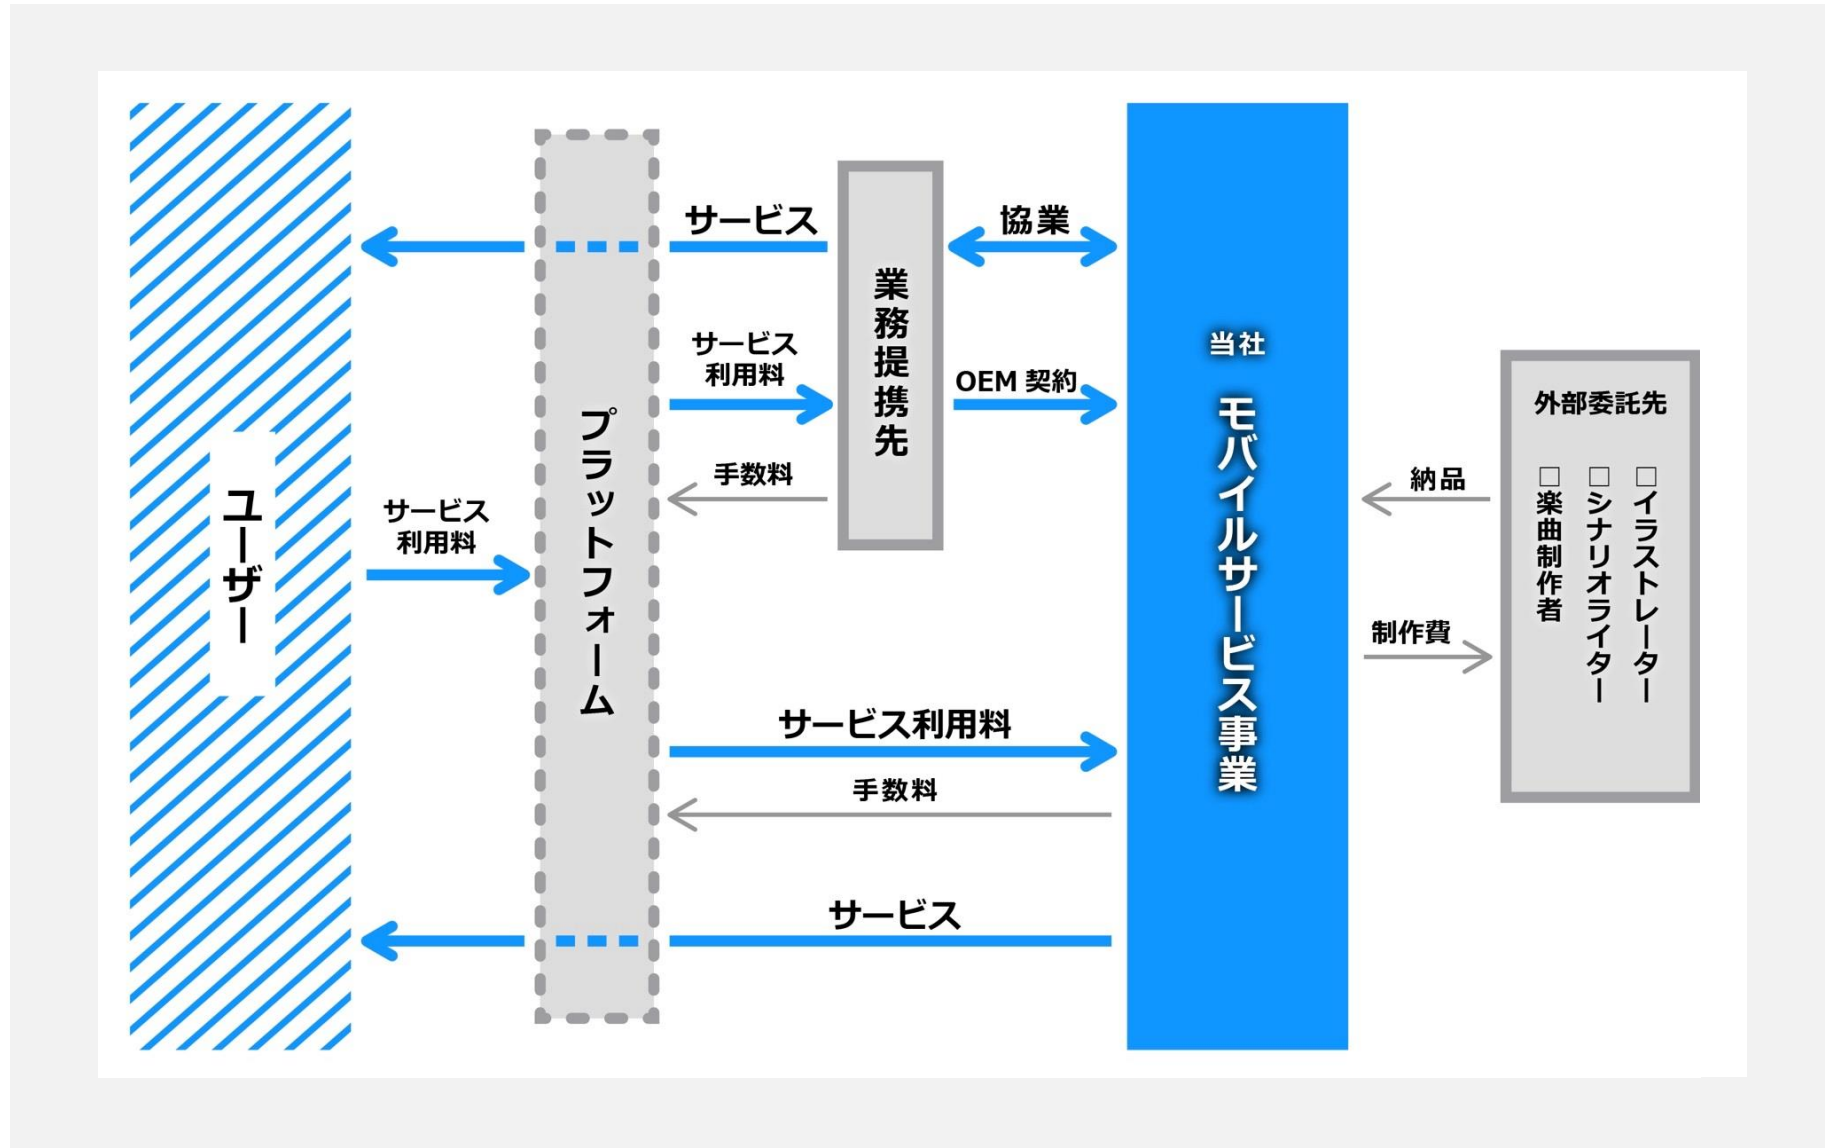 ユーザー
サービス
利用料
プラットフォーム
サービス
サービス
利用料
手数料
業務提携先
協業
OEM 契約
サービス利用料
手数料
サービス
当社 モバイルサービス事業
納品
制作費
外部委託先
□イラストレーター
□シナリオライター
□楽曲制作者